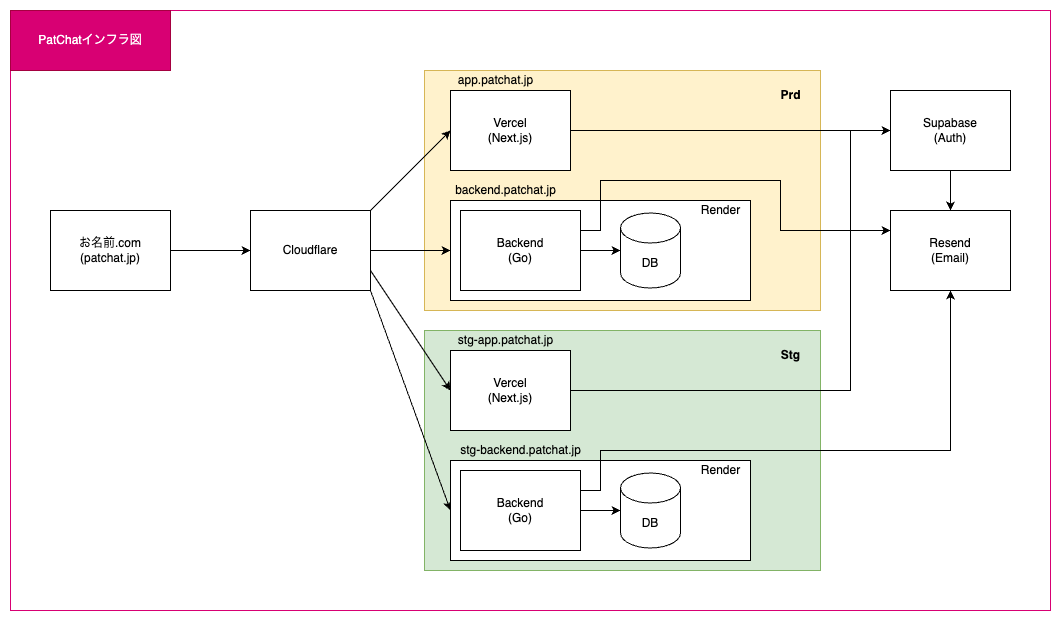 PatChatインフラ図
app.patchat.jp
Prd
Vercel
(Next.js)
Supabase
(Auth)
backend.patchat.jp
Render
お名前.com
(patchat.jp)
Cloudflare
Backend
(Go)
DB
Resend
(Email)
stg-app.patchat.jp
Stg
Vercel
(Next.js)
stg-backend.patchat.jp
Render
Backend
(Go)
DB